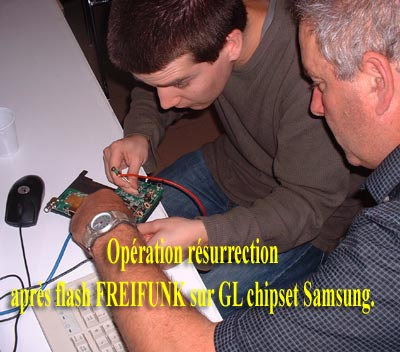 Opération résurrection
après flash FREIFUNK sur GL chipset Samsung.